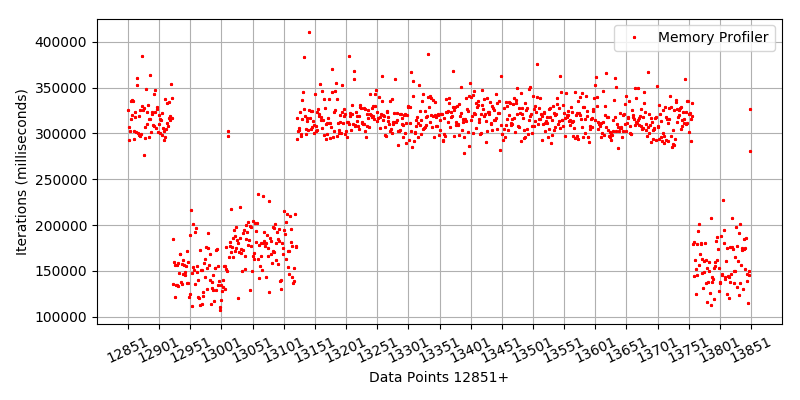 Memory Profiler
400000
350000
300000
250000
200000
150000
100000
Iterations (milliseconds)
12851 12901 12951 13001 13051 13101 13151 13201 13251 13301 13351 13401 13451 13501 13551 13601 13651 13701 13751 13801 13851
Data Points 12851+